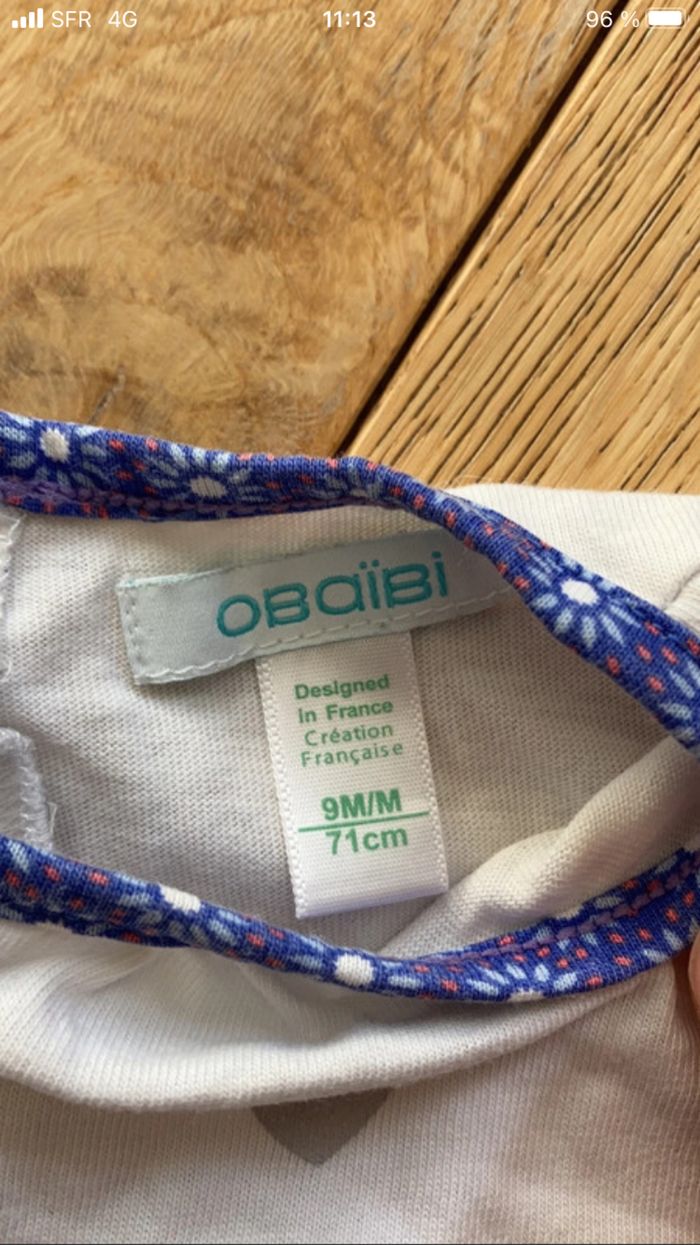 SFR 4G 11:13 96 %
OBaïBi
Designed
In France
Création
Française
9M/M
71cm